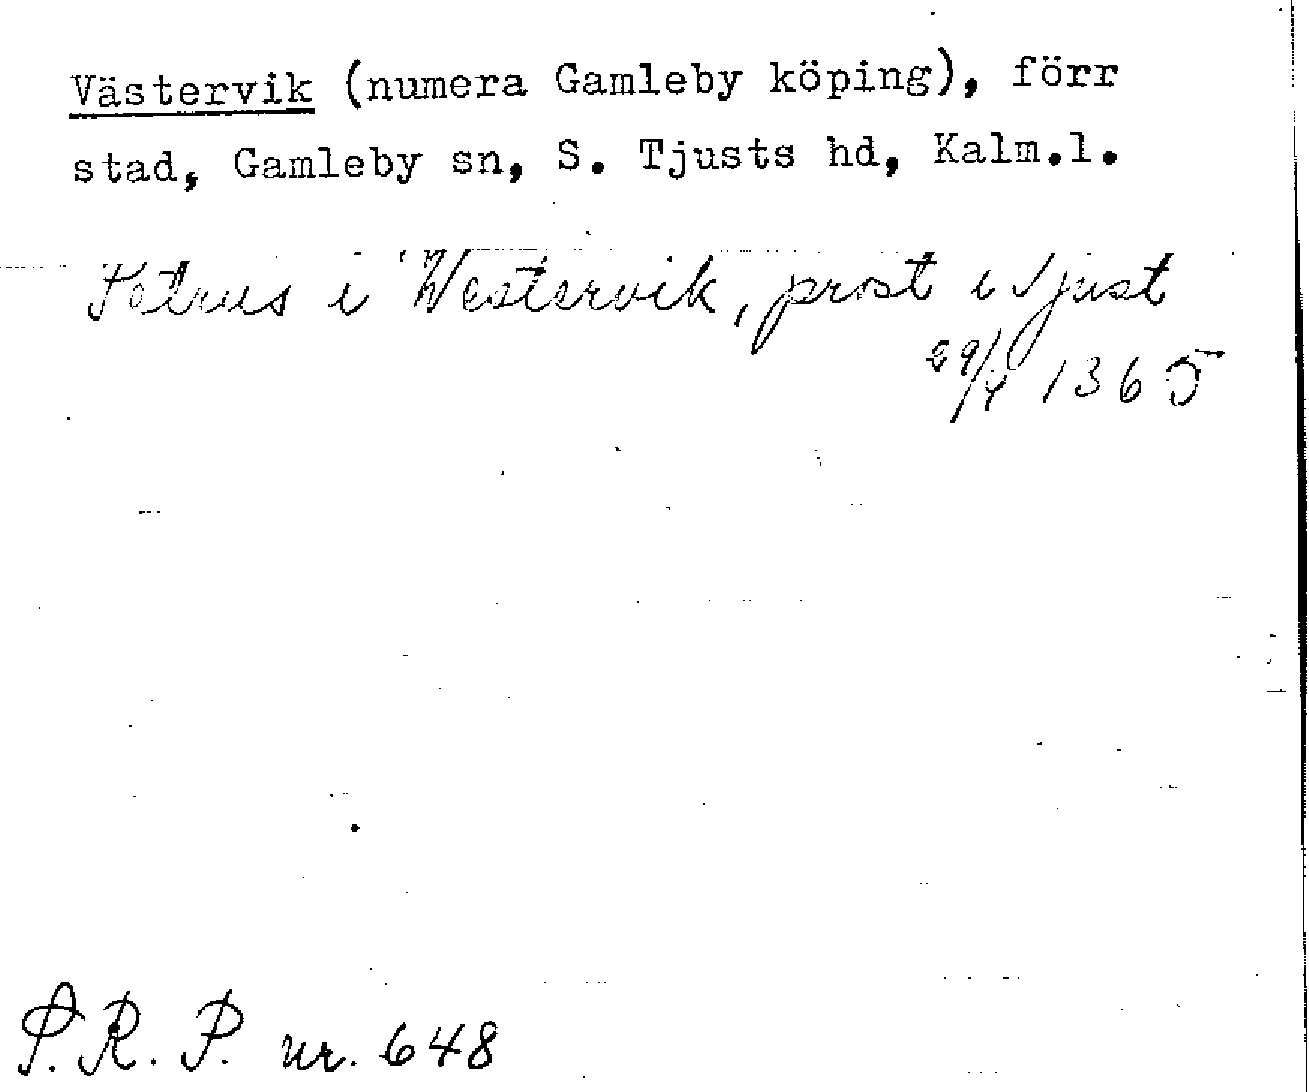 Västervik (numera Gamleby köping), förr
stad, Gamleby sn, S. Tjusts hd, Kalm.l.
Petrus i Westervik, prost i Tjust
29/4 1365
P.R.P. nr. 648